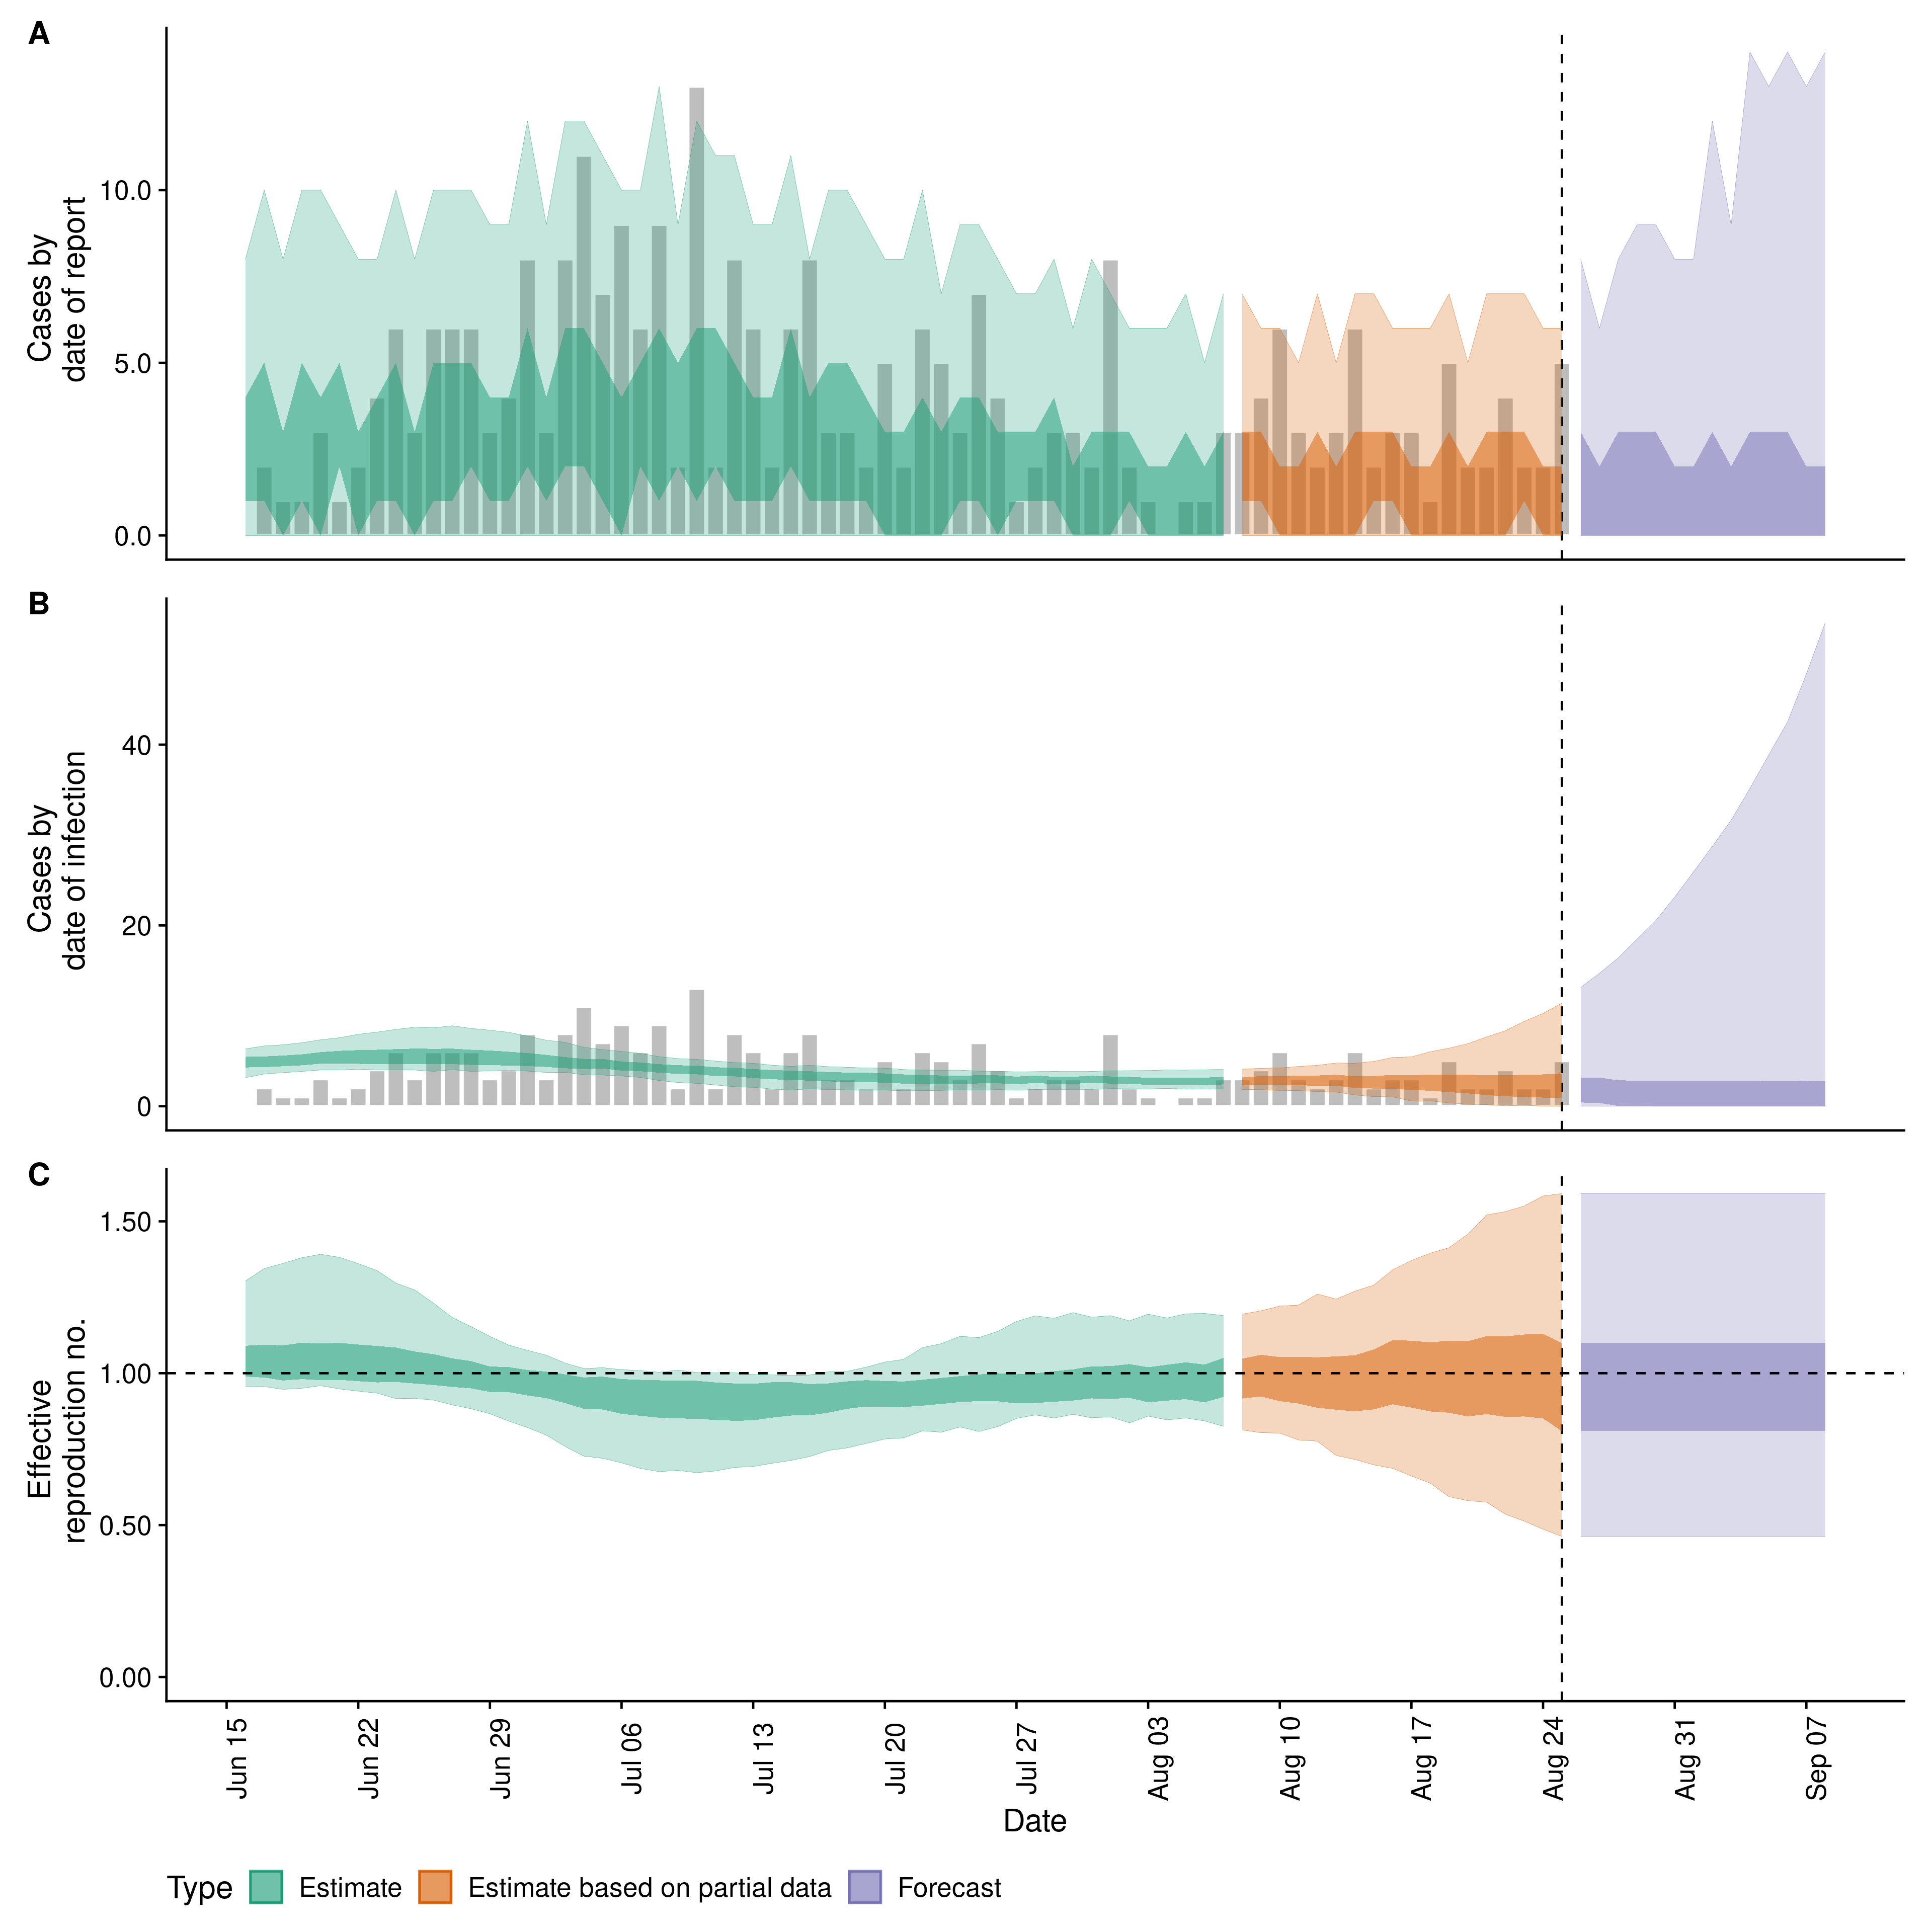 A
Cases by
date of report
10.0
5.0
0.0
B
Cases by
date of infection
40
20
0
C
Effective
reproduction no.
1.50
1.00
0.50
0.00
Jun 15
Jun 22
Jun 29
Jul 06
Jul 13
Jul 20
Jul 27
Aug 03
Aug 10
Aug 17
Aug 24
Aug 31
Sep 07
Date
Type Estimate Estimate based on partial data Forecast